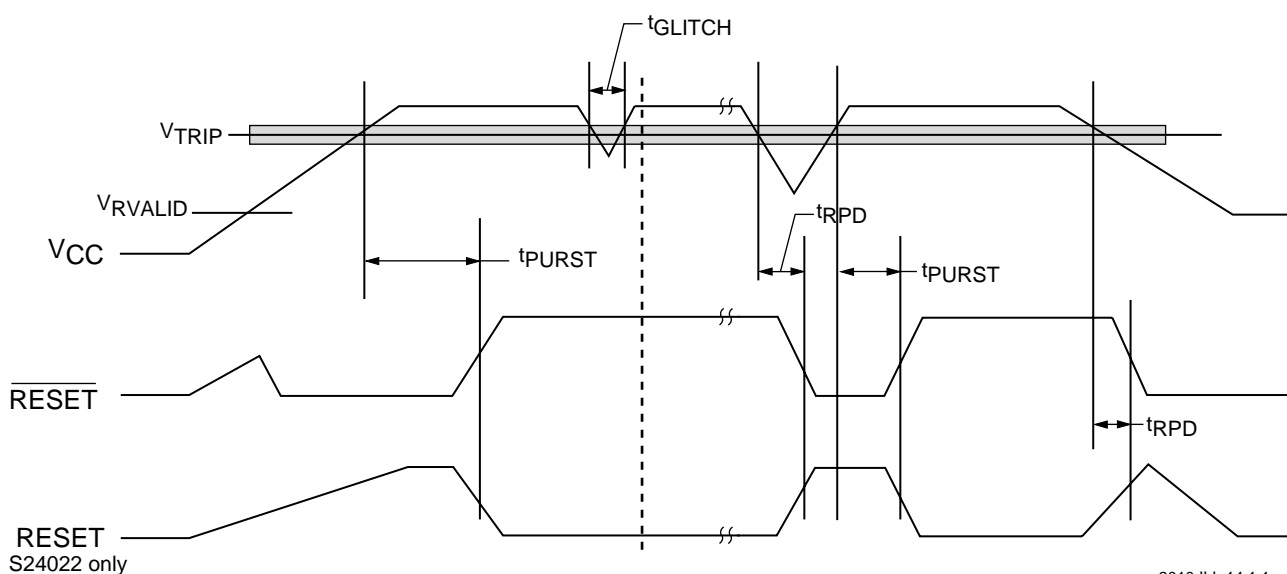 tGLITCH
VTRIP
VRVALID
tRPD
VCC
tPURST
tPURST
RESET
tRPD
RESET
S24022 only